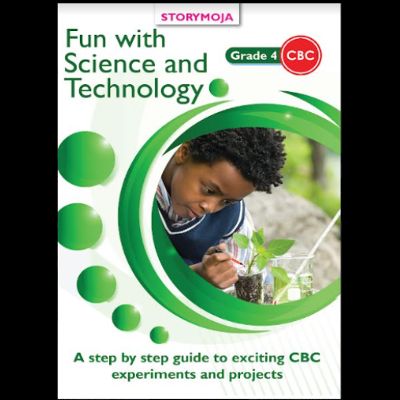 STORYMOJA
Fun with
Science and
Technology
Grade 4 CBC
A step by step guide to exciting CBC
experiments and projects